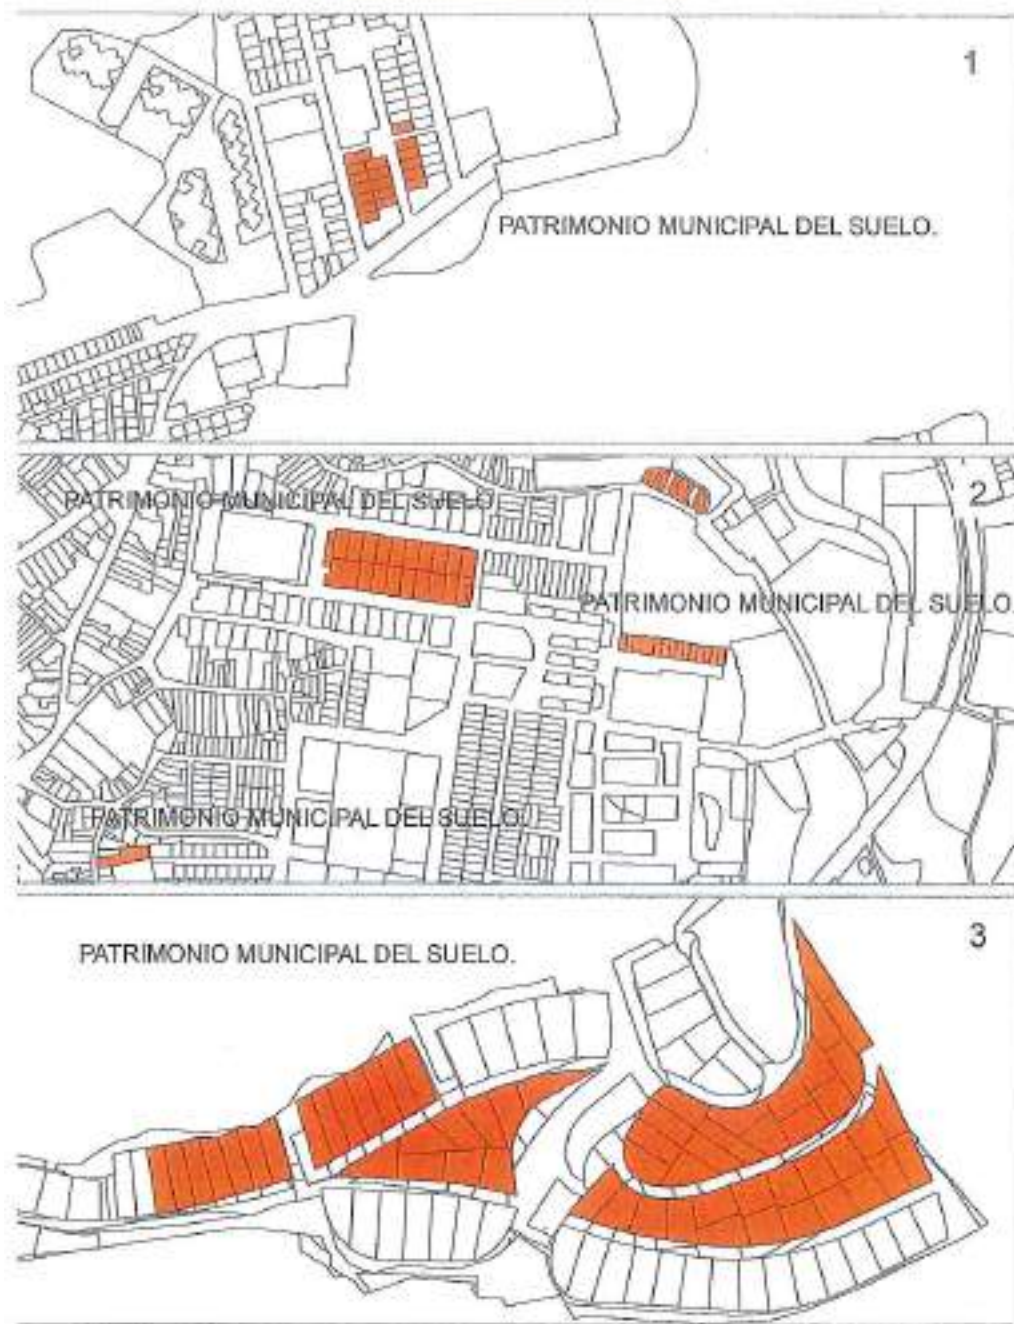 1
PATRIMONIO MUNICIPAL DEL SUELO.
PATRIMONIO MUNICIPAL DEL SUELO
2
PATRIMONIO MUNICIPAL DEL SUELO.
PATRIMONIO MUNICIPAL DEL SUELO.
3
PATRIMONIO MUNICIPAL DEL SUELO.